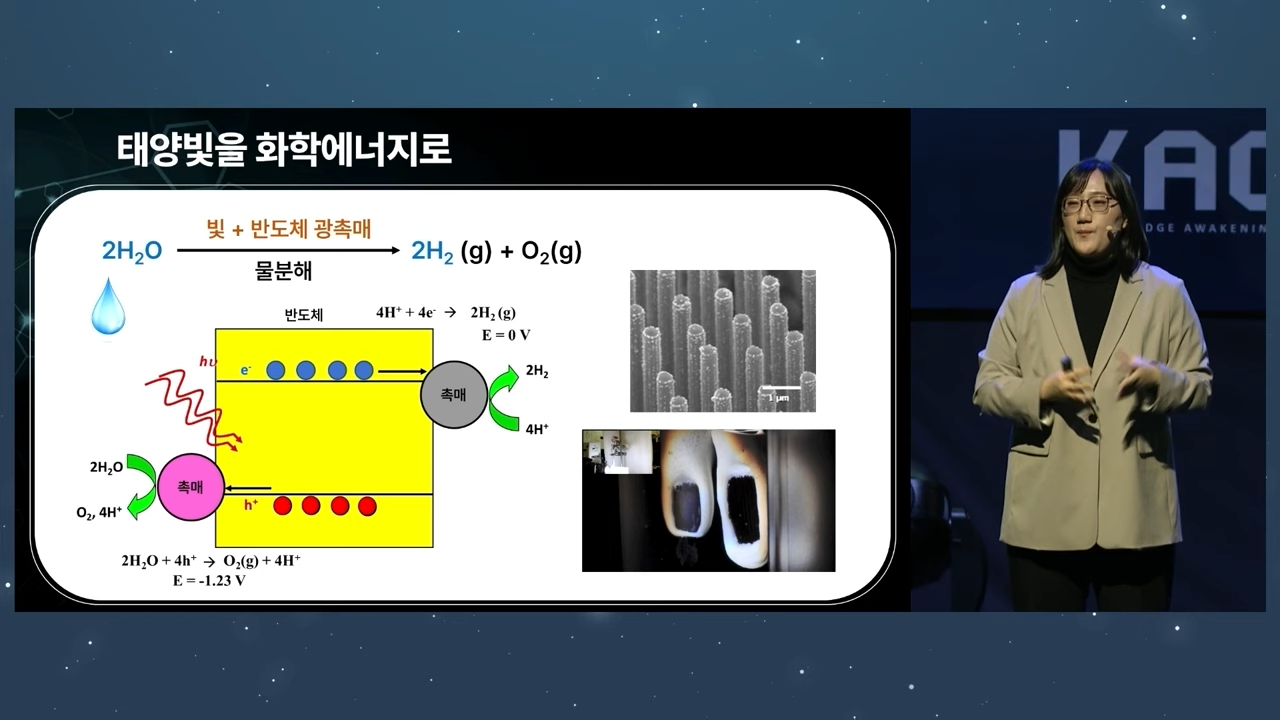 태양빛을 화학에너지로
빛 + 반도체 광촉매
2H₂O
2H₂ (g) + O₂(g)
물분해
반도체
4H⁺ + 4e⁻ → 2H₂ (g)
E = 0 V
hυ
e⁻
촉매
2H₂
4H⁺
2H₂O
촉매
O₂, 4H⁺
h⁺
2H₂O + 4h⁺ → O₂(g) + 4H⁺
E = -1.23 V
1 μm
KAO
DGE AWAKENIN